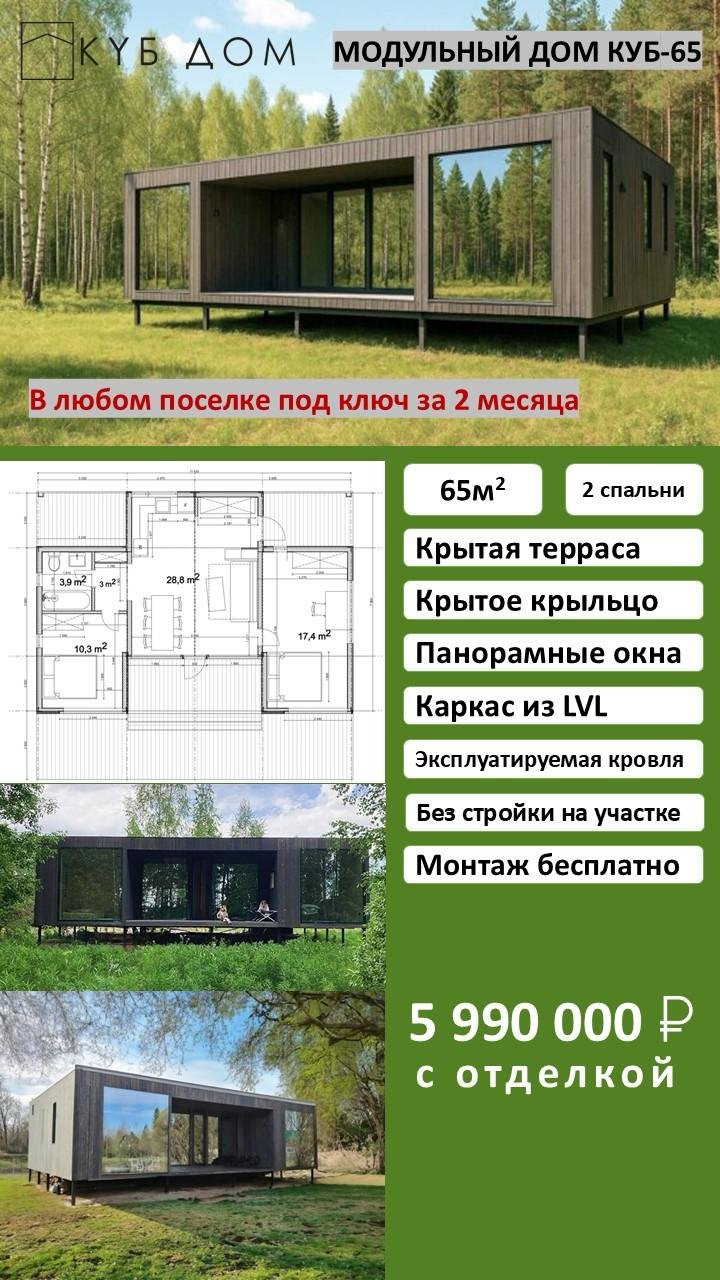 КУБ ДОМ
МОДУЛЬНЫЙ ДОМ КУБ-65
В любом поселке под ключ за 2 месяца
65м²
2 спальни
Крытая терраса
Крытое крыльцо
Панорамные окна
Каркас из LVL
Эксплуатируемая кровля
Без стройки на участке
Монтаж бесплатно
3,9 m²
3 m²
28,8 m²
10,3 m²
17,4 m²
5 990 000 ₽
с отделкой